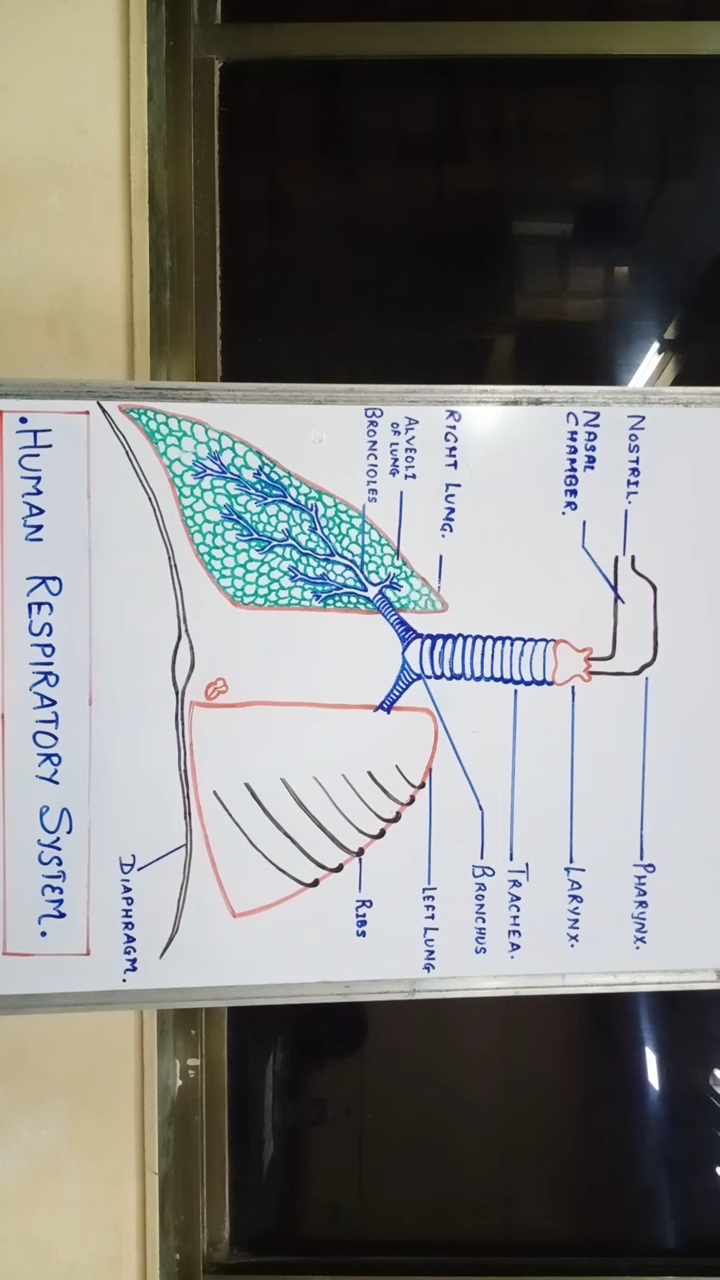 NOSTRIL.
NASAL
CHAMBER.
RIGHT LUNG.
ALVEOLI
OF LUNG
BRONCIOLES
PHARYNX.
LARYNX.
TRACHEA.
BRONCHUS
LEFT LUNG
RIBS
DIAPHRAGM.
.HUMAN RESPIRATORY SYSTEM.